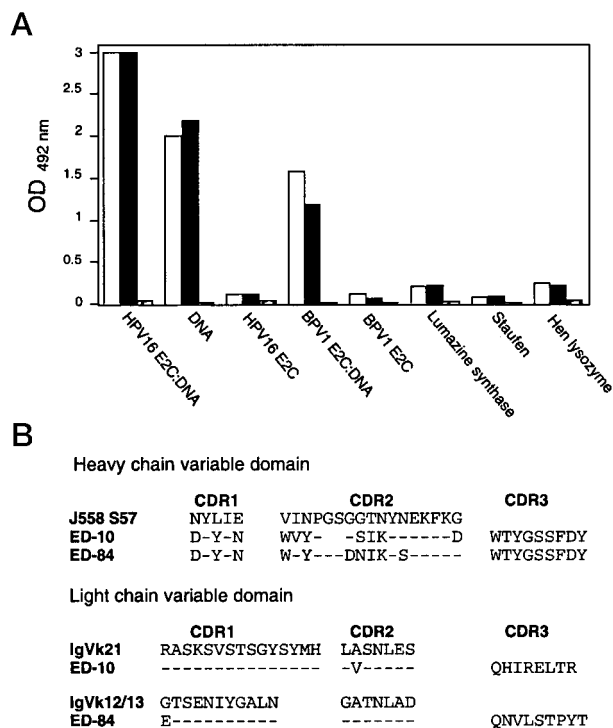 A
OD 492 nm
3
2.5
2
1.5
1
0.5
0
HPV16 E2C:DNA
DNA
HPV16 E2C
BPV1 E2C:DNA
BPV1 E2C
Lumazine synthase
Staufen
Hen lysozyme
B
Heavy chain variable domain
CDR1 CDR2 CDR3
J558 S57 NYLIE VINPGSGGTNYNEKFKG
ED-10 D-Y-N WVY- -SIK------D WTYGSSFDY
ED-84 D-Y-N W-Y---DNIK-S----- WTYGSSFDY
Light chain variable domain
CDR1 CDR2 CDR3
IgVk21 RASKSVSTSGYSYMH LASNLES
ED-10 --------------- -V----- QHIRELTR
IgVk12/13 GTSENIYGALN GATNLAD
ED-84 E---------- ------- QNVLSTPYT